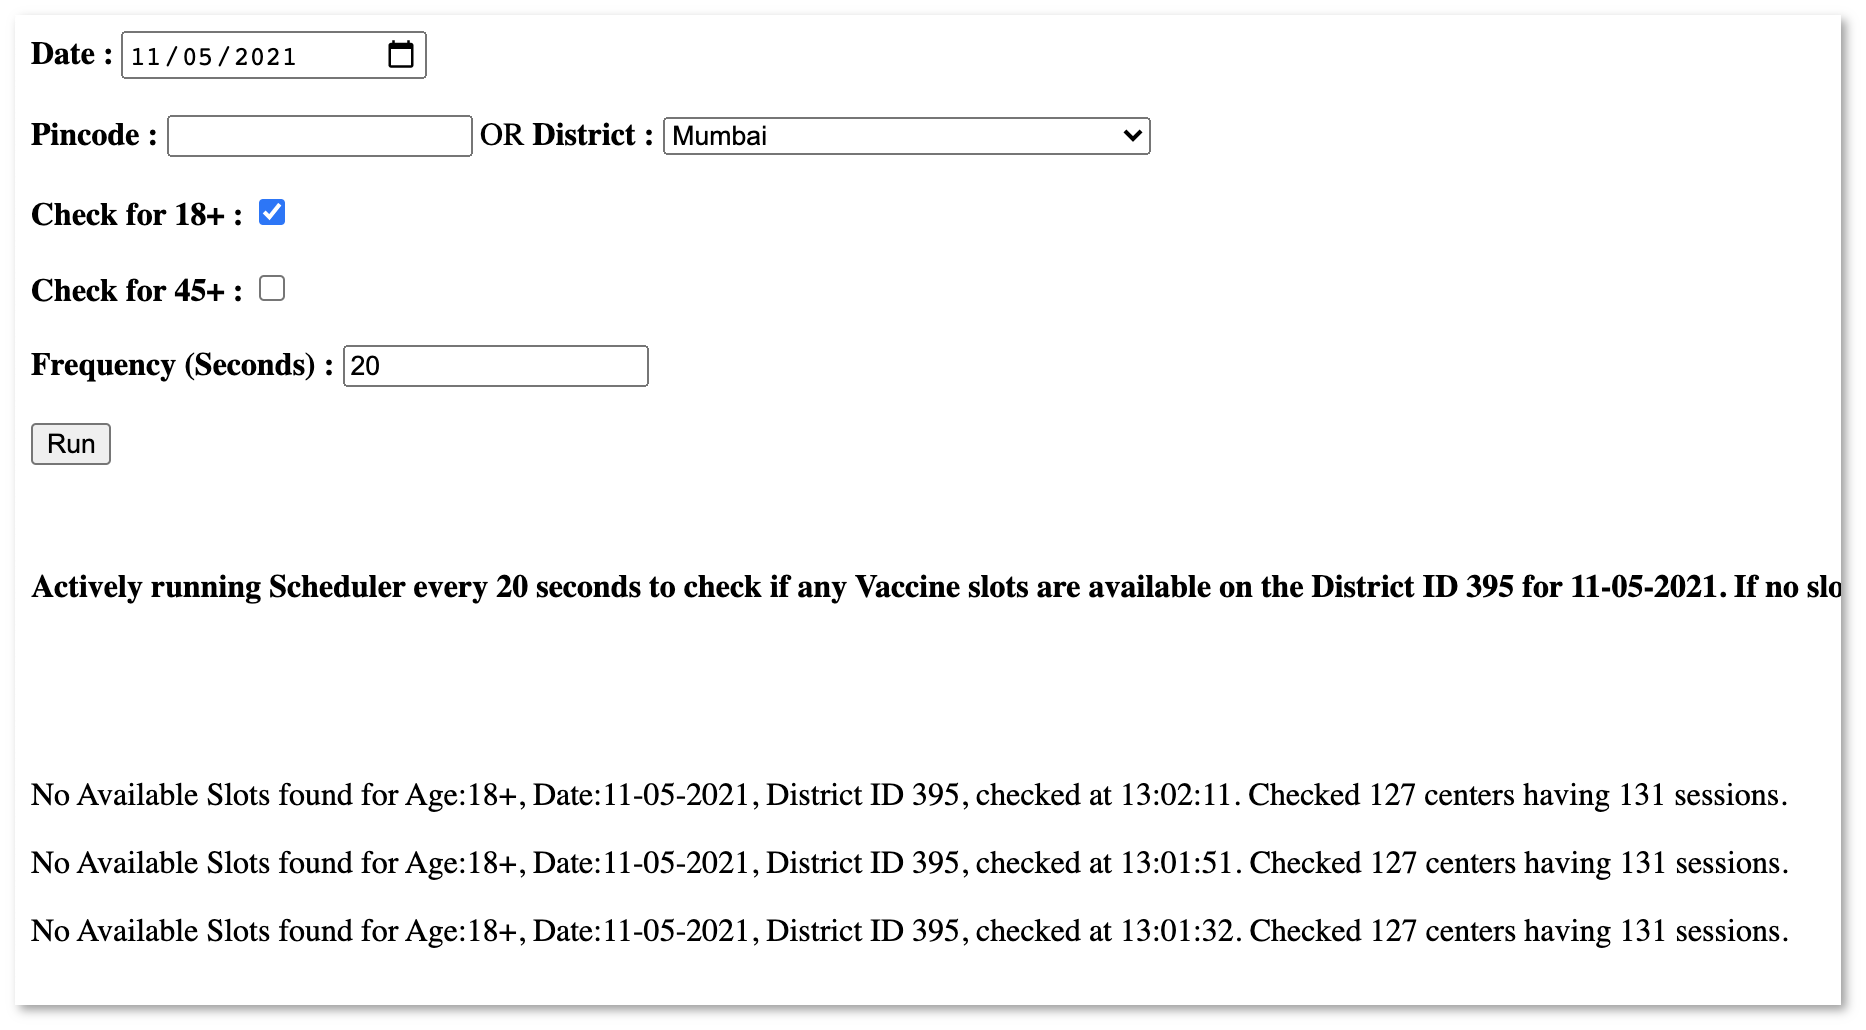 Date : 11/05/2021
Pincode : OR District : Mumbai
Check for 18+ :
Check for 45+ :
Frequency (Seconds) : 20
Run
Actively running Scheduler every 20 seconds to check if any Vaccine slots are available on the District ID 395 for 11-05-2021. If no slo
No Available Slots found for Age:18+, Date:11-05-2021, District ID 395, checked at 13:02:11. Checked 127 centers having 131 sessions.
No Available Slots found for Age:18+, Date:11-05-2021, District ID 395, checked at 13:01:51. Checked 127 centers having 131 sessions.
No Available Slots found for Age:18+, Date:11-05-2021, District ID 395, checked at 13:01:32. Checked 127 centers having 131 sessions.